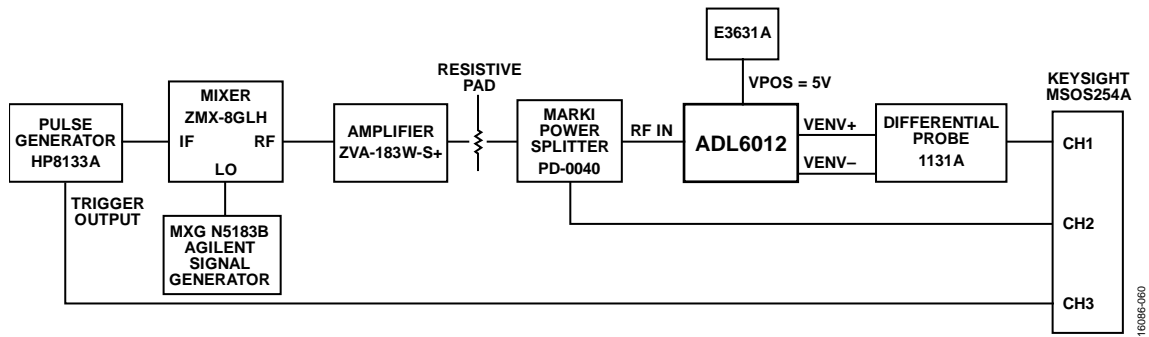 PULSE
GENERATOR
HP8133A
TRIGGER
OUTPUT
MIXER
ZMX-8GLH
IF RF
LO
MXG N5183B
AGILENT
SIGNAL
GENERATOR
AMPLIFIER
ZVA-183W-S+
RESISTIVE
PAD
MARKI
POWER
SPLITTER
PD-0040
RF IN
E3631A
VPOS = 5V
ADL6012
VENV+
VENV–
DIFFERENTIAL
PROBE
1131A
KEYSIGHT
MSOS254A
CH1
CH2
CH3
16086-060